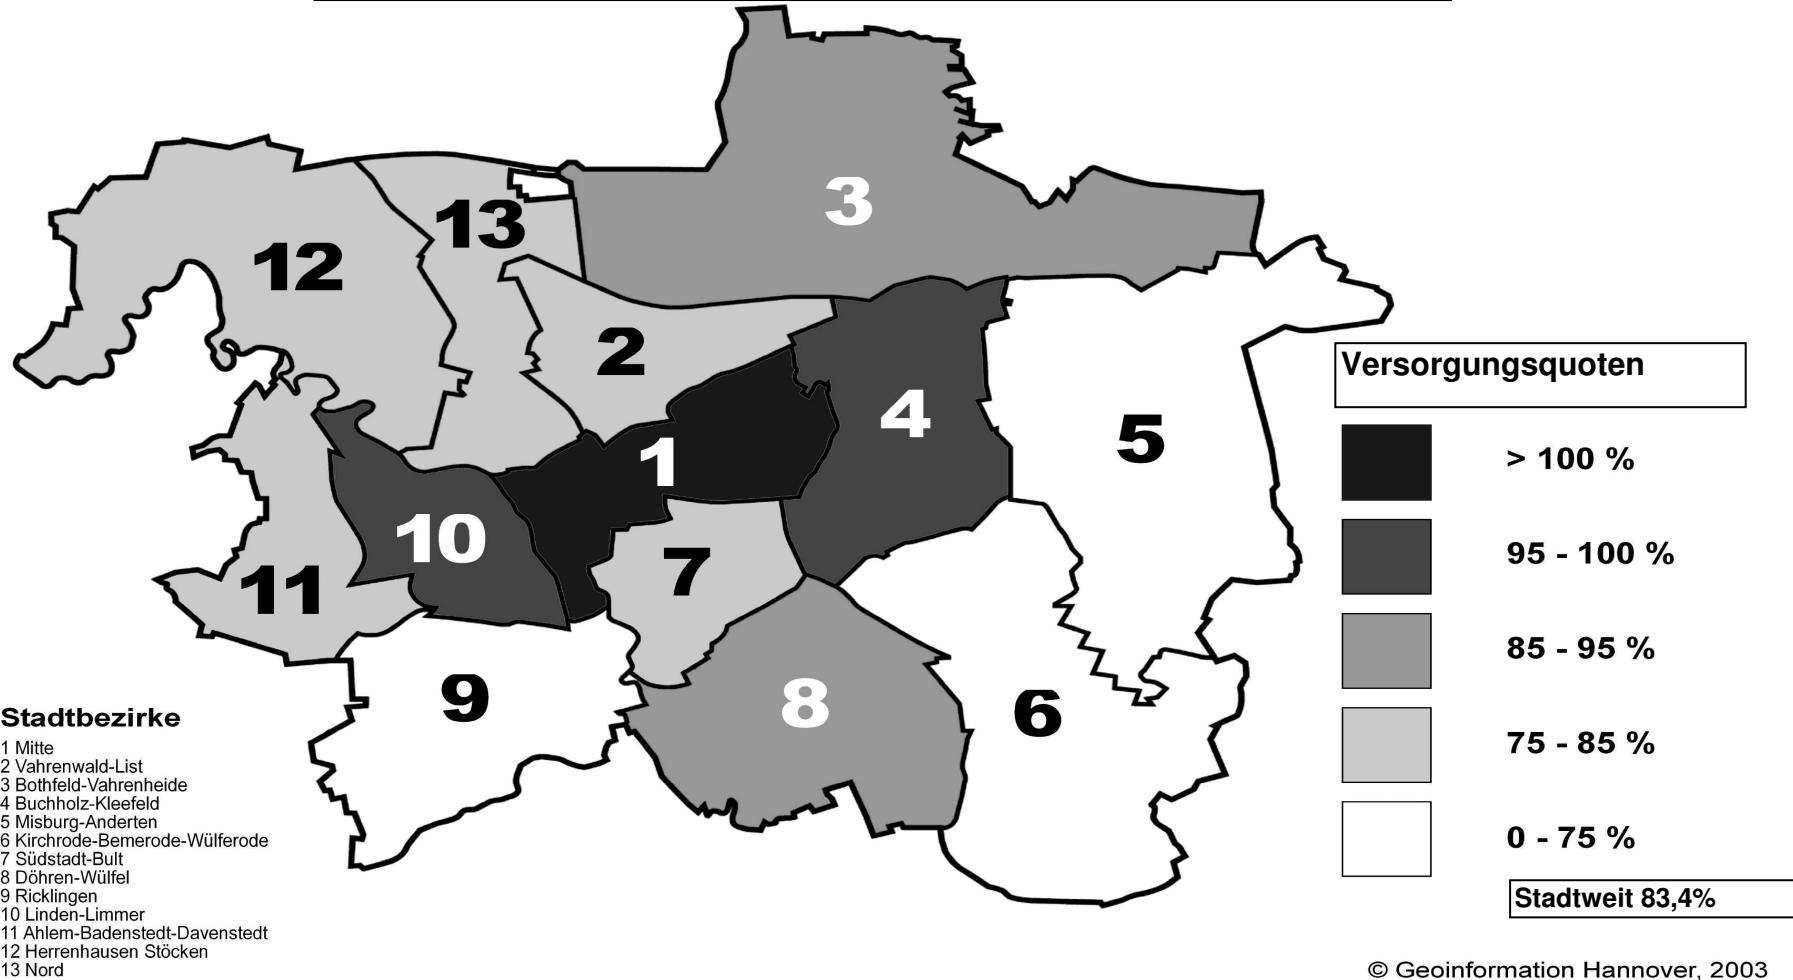 3
13
12
2
4
5
1
10
7
11
9
8
6
Versorgungsquoten
> 100 %
95 - 100 %
85 - 95 %
75 - 85 %
0 - 75 %
Stadtweit 83,4%
Stadtbezirke
1 Mitte
2 Vahrenwald-List
3 Bothfeld-Vahrenheide
4 Buchholz-Kleefeld
5 Misburg-Anderten
6 Kirchrode-Bemerode-Wülferode
7 Südstadt-Bult
8 Döhren-Wülfel
9 Ricklingen
10 Linden-Limmer
11 Ahlem-Badenstedt-Davenstedt
12 Herrenhausen Stöcken
13 Nord
© Geoinformation Hannover, 2003